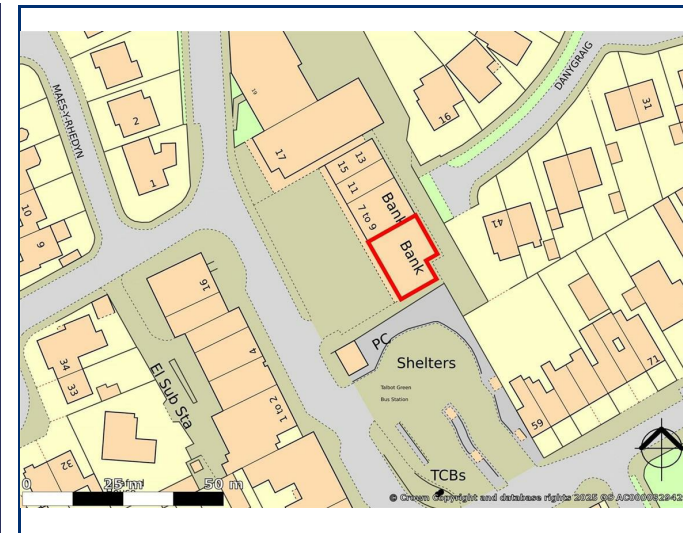 MAES-Y-RHEDYN
DANYGRAIG
2
1
10
9
19
17
16
31
13
15
11
7 to 9
Bank
Bank
41
16
4
1 to 2
El Sub Sta
34
33
32
PC
Shelters
Talbot Green
Bus Station
TCBs
59
71
0
25 m
50 m
© Crown Copyright and database rights 2025 OS